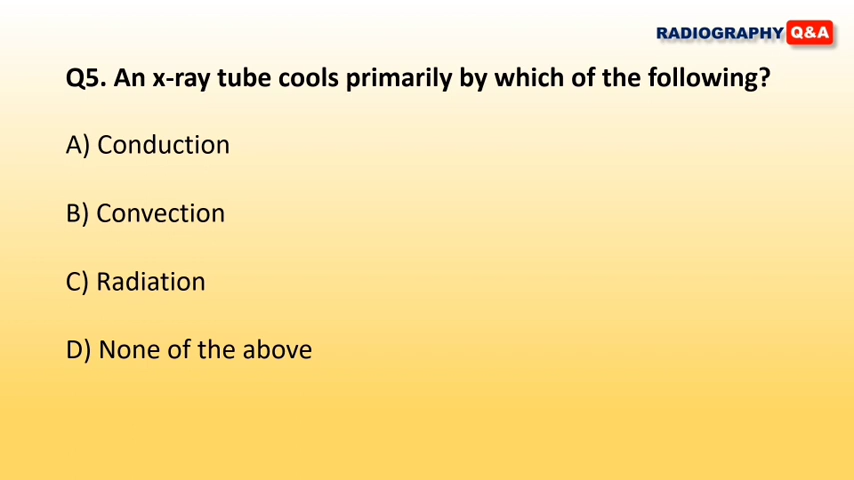 RADIOGRAPHY Q&A
Q5. An x-ray tube cools primarily by which of the following?
A) Conduction
B) Convection
C) Radiation
D) None of the above